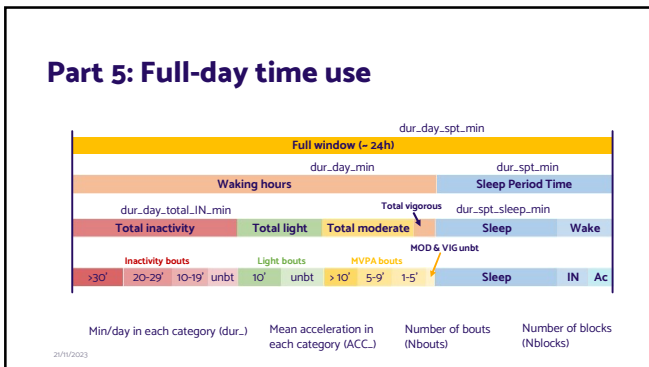 Part 5: Full-day time use
dur_day_spt_min
Full window (~ 24h)
dur_day_min
dur_spt_min
Waking hours
Sleep Period Time
dur_day_total_IN_min
Total vigorous
dur_spt_sleep_min
Total inactivity
Total light
Total moderate
Sleep
Wake
MOD & VIG unbt
Inactivity bouts
Light bouts
MVPA bouts
>30' 20-29' 10-19' unbt 10' unbt > 10' 5-9' 1-5' Sleep IN Ac
Min/day in each category (dur_)
Mean acceleration in
each category (ACC_)
Number of bouts
(Nbouts)
Number of blocks
(Nblocks)
21/11/2023